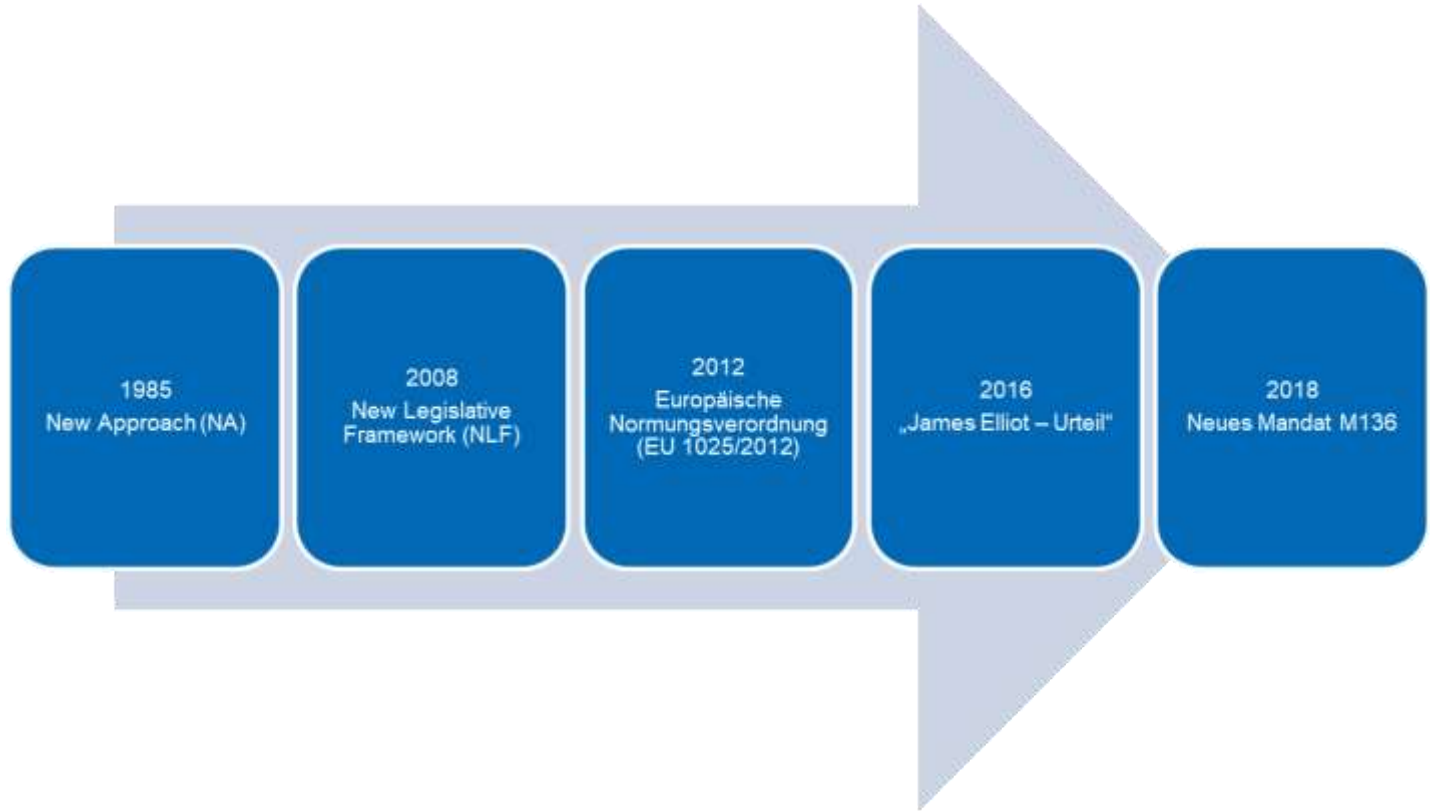 1985
New Approach (NA)
2008
New Legislative
Framework (NLF)
2012
Europäische
Normungsverordnung
(EU 1025/2012)
2016
„James Elliot – Urteil“
2018
Neues Mandat M136